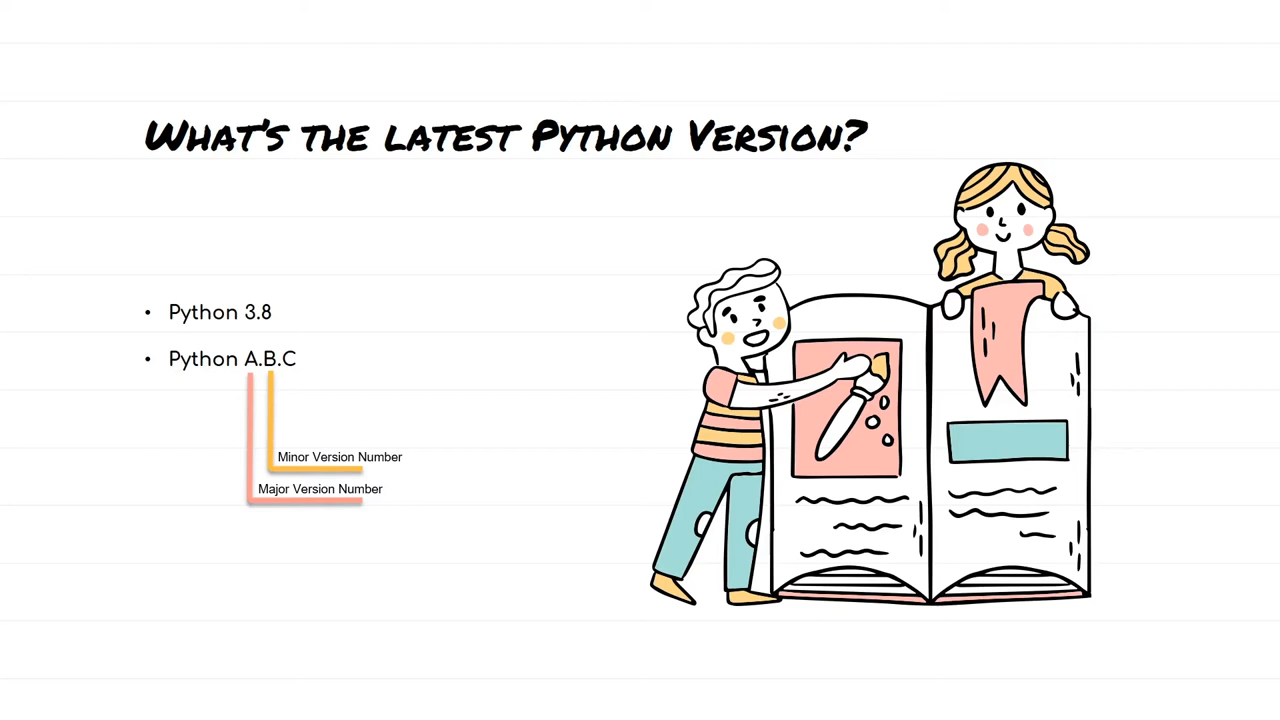 What's the latest Python Version?
• Python 3.8
• Python A.B.C
Minor Version Number
Major Version Number